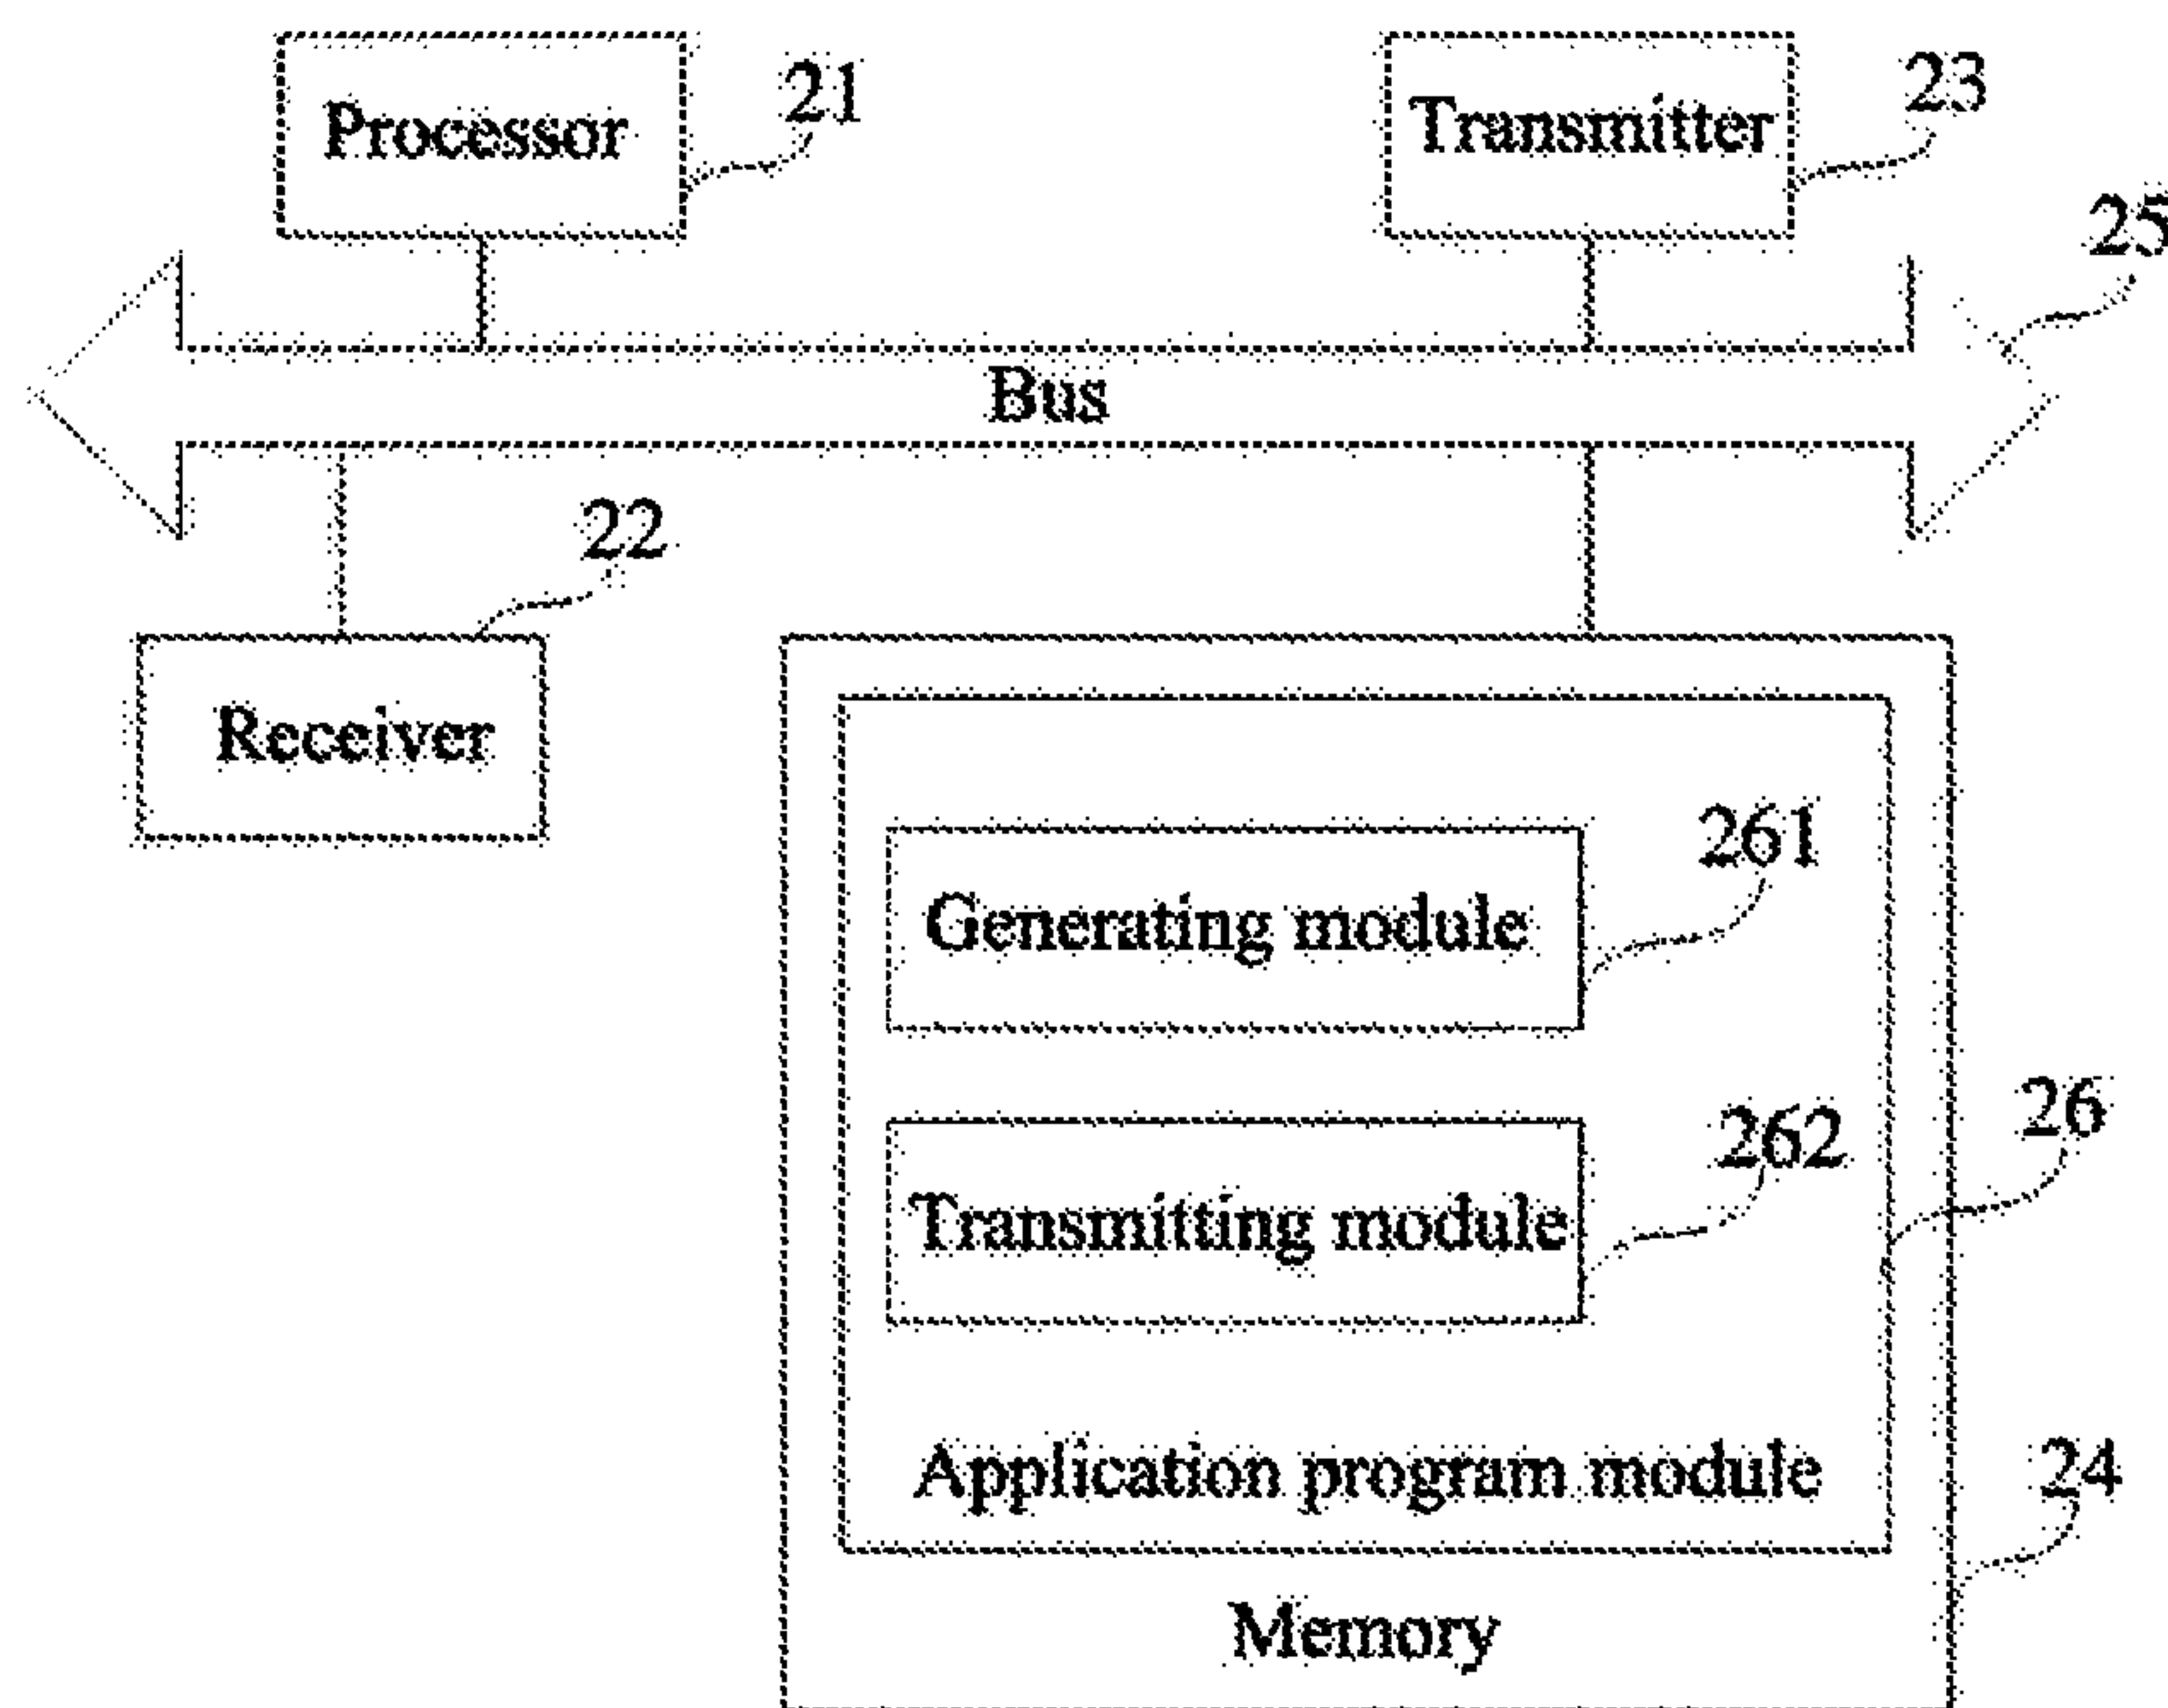 Processor
21
Transmitter
23
25
Bus
22
Receiver
261
Generating module
26
262
Transmitting module
Application program module
24
Memory